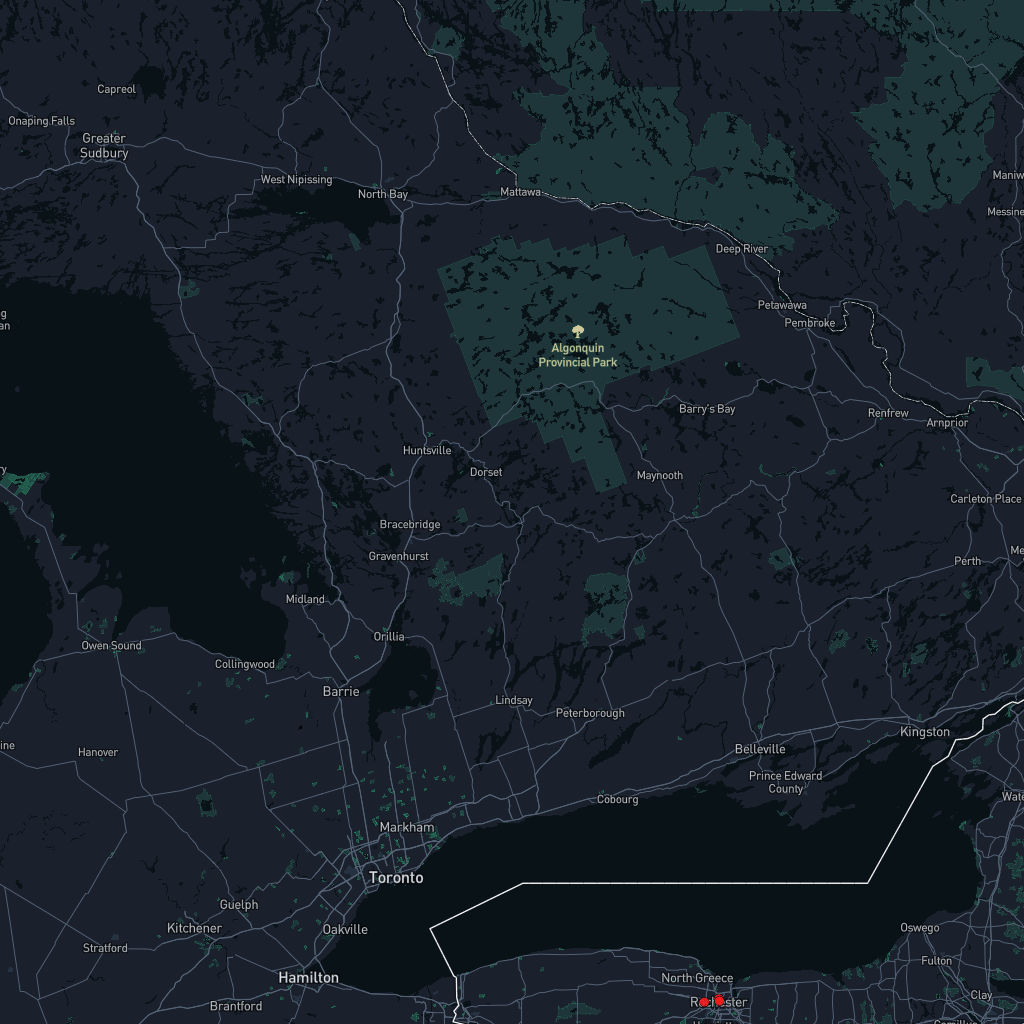 Capreol
Onaping Falls
Greater
Sudbury
West Nipissing
North Bay
Mattawa
Maniw
Messine
Deep River
Petawawa
Pembroke
Algonquin
Provincial Park
Barry's Bay
Renfrew
Arnprior
Huntsville
Dorset
Maynooth
Carleton Place
Bracebridge
Gravenhurst
Perth
Me
Midland
Orillia
Owen Sound
Collingwood
Barrie
Lindsay
Peterborough
Kingston
Hanover
ine
Belleville
Prince Edward
County
Cobourg
Wate
Markham
Toronto
Guelph
Kitchener
Oakville
Stratford
Oswego
Fulton
Hamilton
North Greece
Clay
Brantford